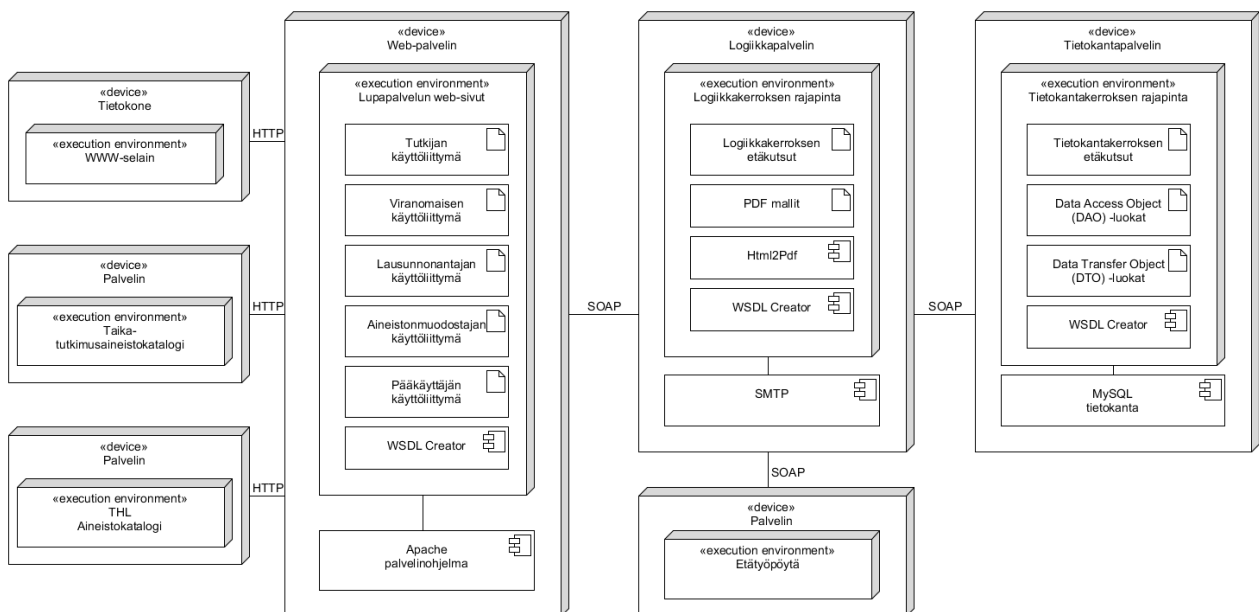 «device»
Tietokone
«execution environment»
WWW-selain
HTTP
«device»
Palvelin
«execution environment»
Taika-
tutkimusaineistokatalogi
HTTP
«device»
Palvelin
«execution environment»
THL
Aineistokatalogi
HTTP
«device»
Web-palvelin
«execution environment»
Lupapalvelun web-sivut
Tutkijan
käyttöliittymä
Viranomaisen
käyttöliittymä
Lausunnonantajan
käyttöliittymä
Aineistonmuodostajan
käyttöliittymä
Pääkäyttäjän
käyttöliittymä
WSDL Creator
Apache
palvelinohjelma
SOAP
«device»
Logiikkapalvelin
«execution environment»
Logiikkakerroksen rajapinta
Logiikkakerroksen
etäkutsut
PDF mallit
Html2Pdf
WSDL Creator
SMTP
SOAP
«device»
Palvelin
«execution environment»
Etätyöpöytä
SOAP
«device»
Tietokantapalvelin
«execution environment»
Tietokantakerroksen rajapinta
Tietokantakerroksen
etäkutsut
Data Access Object
(DAO) -luokat
Data Transfer Object
(DTO) -luokat
WSDL Creator
MySQL
tietokanta